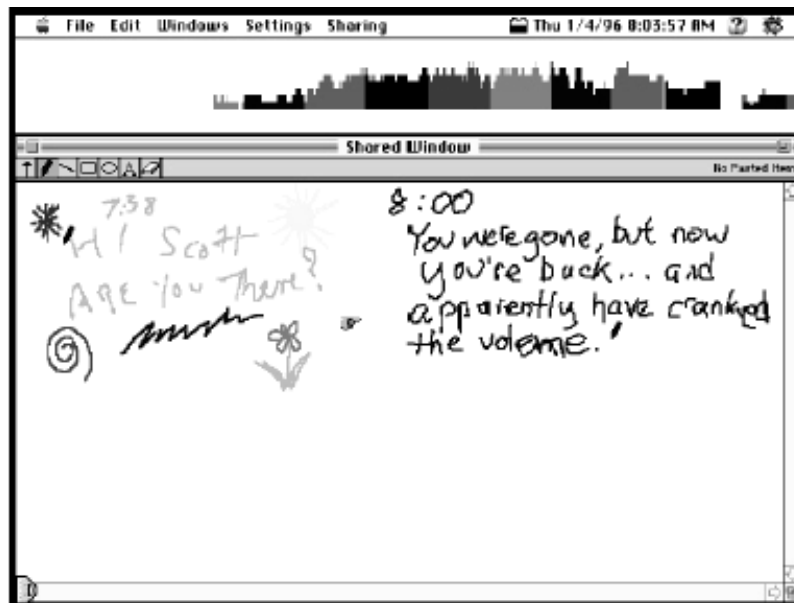 File Edit Windows Settings Sharing Thu 1/4/96 8:03:57 AM
Shared Window
No Pasted Item
7:38
HI Scott
ARE You There?
8:00
You were gone, but now
you're back... and
apparently have cranked
the volume.